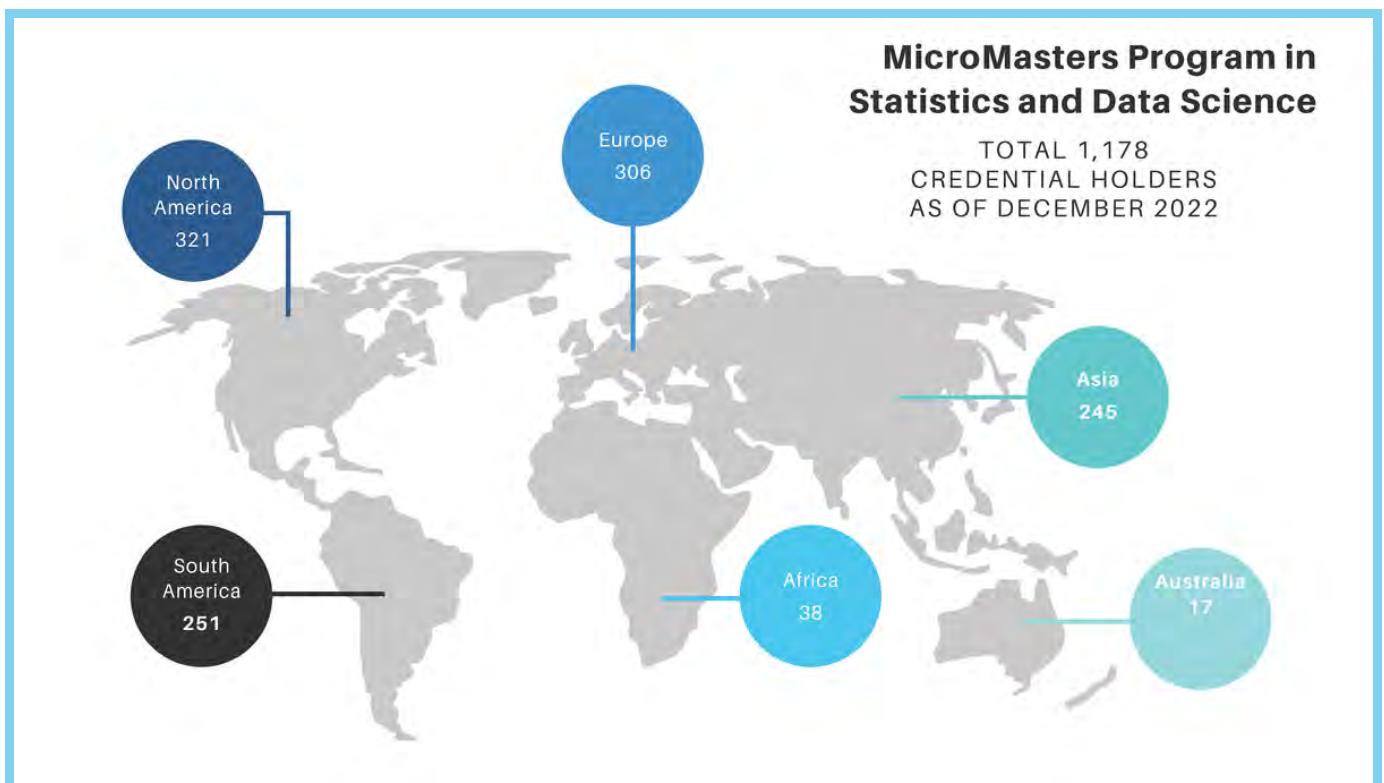 MicroMasters Program in
Statistics and Data Science
TOTAL 1,178
CREDENTIAL HOLDERS
AS OF DECEMBER 2022
North
America
321
Europe
306
Asia
245
South
America
251
Africa
38
Australia
17